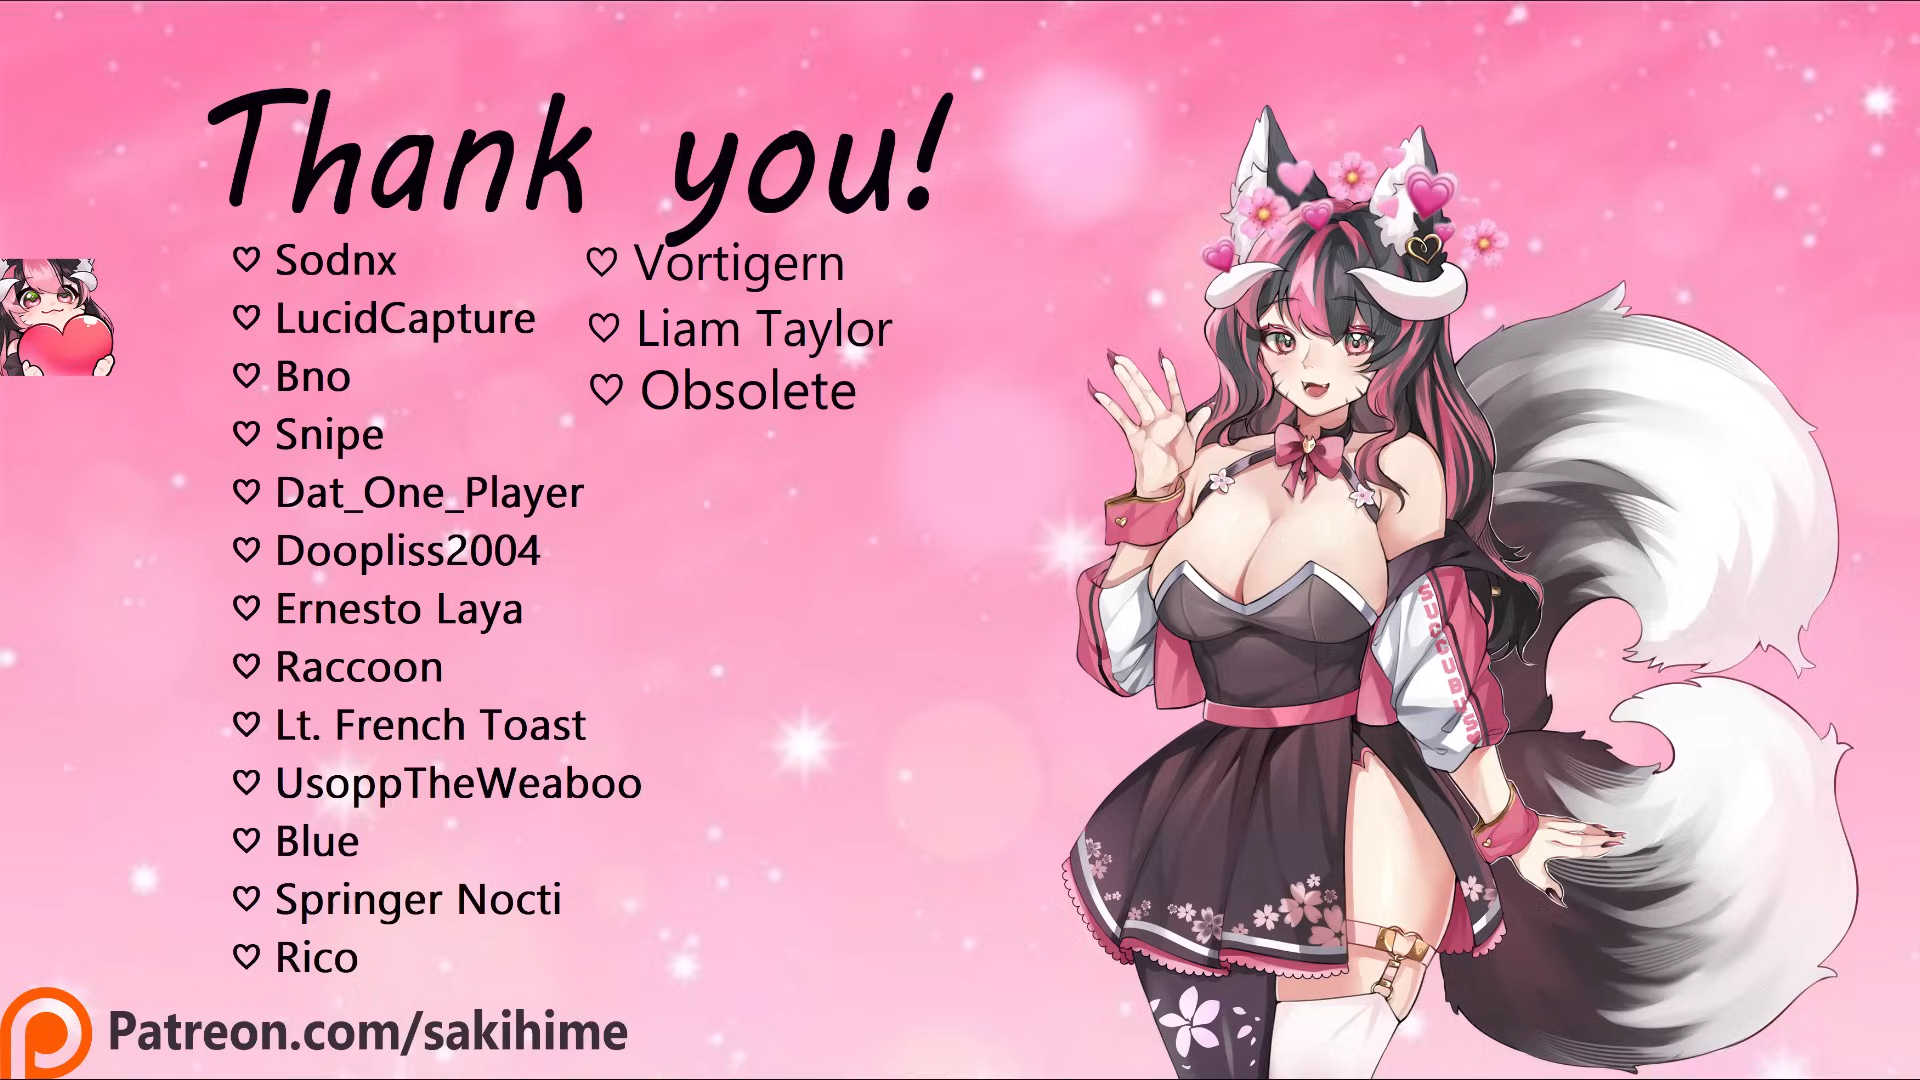 Thank you!
♡ Sodnx
♡ LucidCapture
♡ Bno
♡ Snipe
♡ Dat_One_Player
♡ Doopliss2004
♡ Ernesto Laya
♡ Raccoon
♡ Lt. French Toast
♡ UsoppTheWeaboo
♡ Blue
♡ Springer Nocti
♡ Rico
♡ Vortigern
♡ Liam Taylor
♡ Obsolete
SUCCUBUS
Patreon.com/sakihime